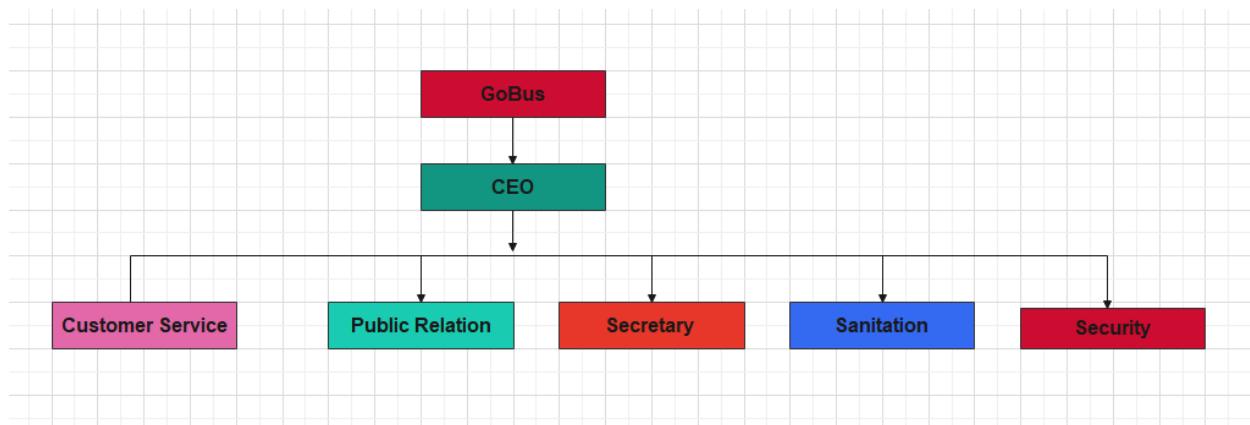 GoBus
CEO
Customer Service
Public Relation
Secretary
Sanitation
Security